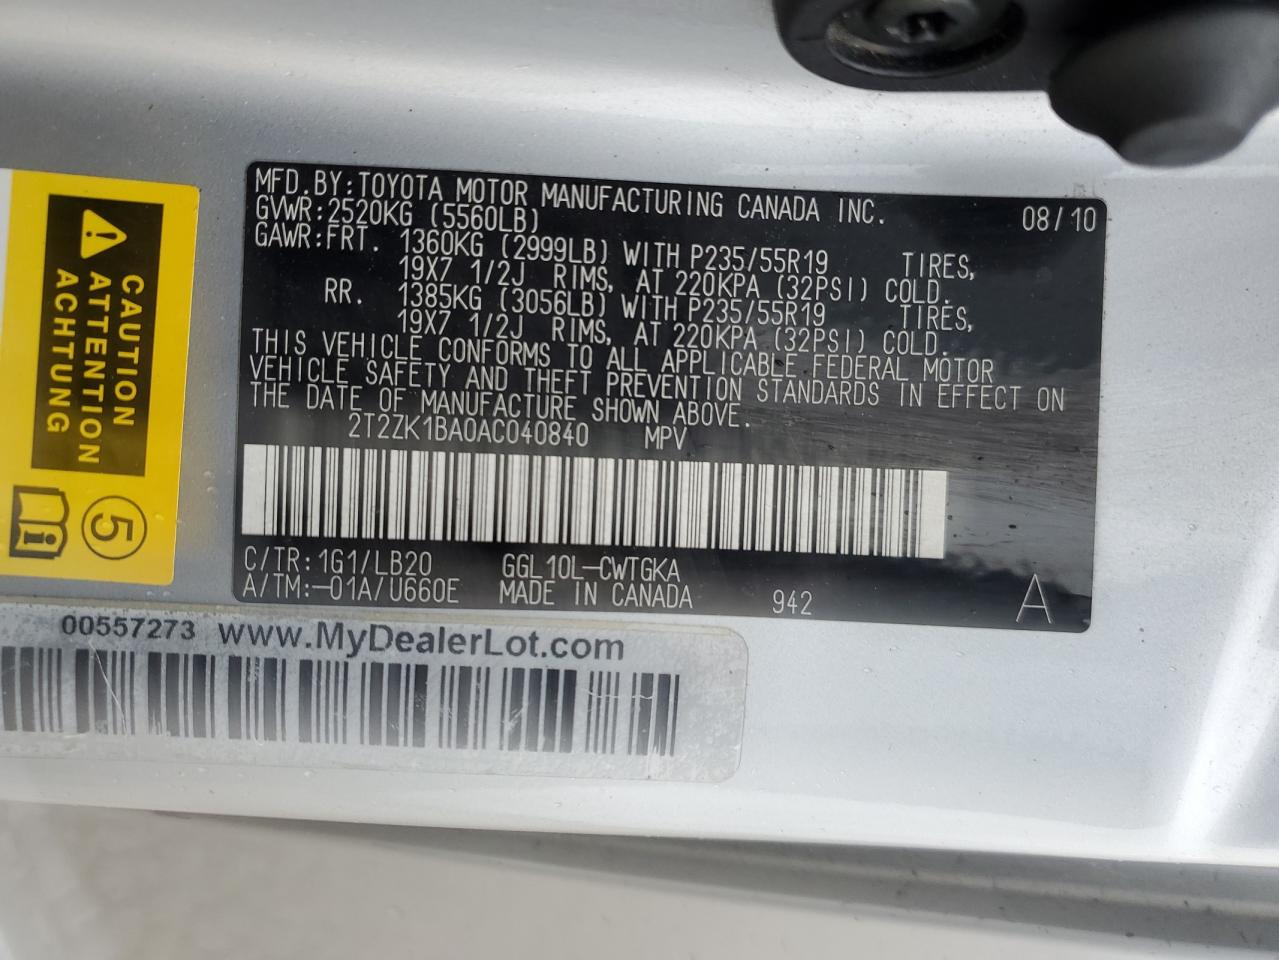 MFD.BY:TOYOTA MOTOR MANUFACTURING CANADA INC. 08/10
GVWR:2520KG (5560LB)
GAWR:FRT. 1360KG (2999LB) WITH P235/55R19 TIRES,
19X7 1/2J RIMS, AT 220KPA (32PSI) COLD.
RR. 1385KG (3056LB) WITH P235/55R19 TIRES,
19X7 1/2J RIMS, AT 220KPA (32PSI) COLD.
THIS VEHICLE CONFORMS TO ALL APPLICABLE FEDERAL MOTOR
VEHICLE SAFETY AND THEFT PREVENTION STANDARDS IN EFFECT ON
THE DATE OF MANUFACTURE SHOWN ABOVE.
2T2ZK1BA0AC040840 MPV
C/TR:1G1/LB20 GGL10L-CWTGKA
A/TM:-01A/U660E MADE IN CANADA 942 A
CAUTION
ATTENTION
ACHTUNG
5
i
00557273 www.MyDealerLot.com